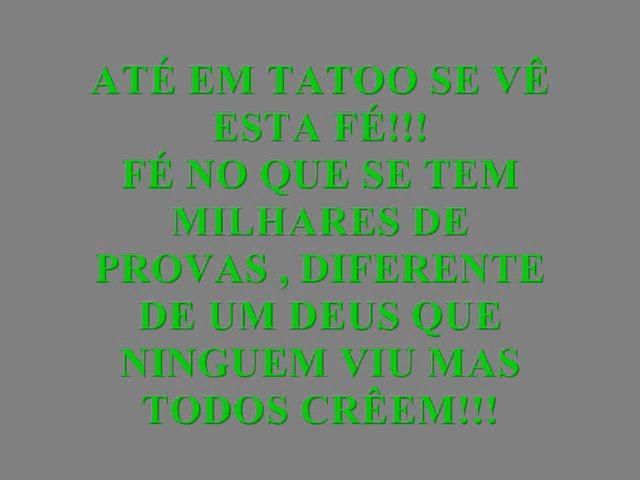 ATÉ EM TATOO SE VÊ
ESTA FÉ!!!
FÉ NO QUE SE TEM
MILHARES DE
PROVAS , DIFERENTE
DE UM DEUS QUE
NINGUEM VIU MAS
TODOS CRÊEM!!!